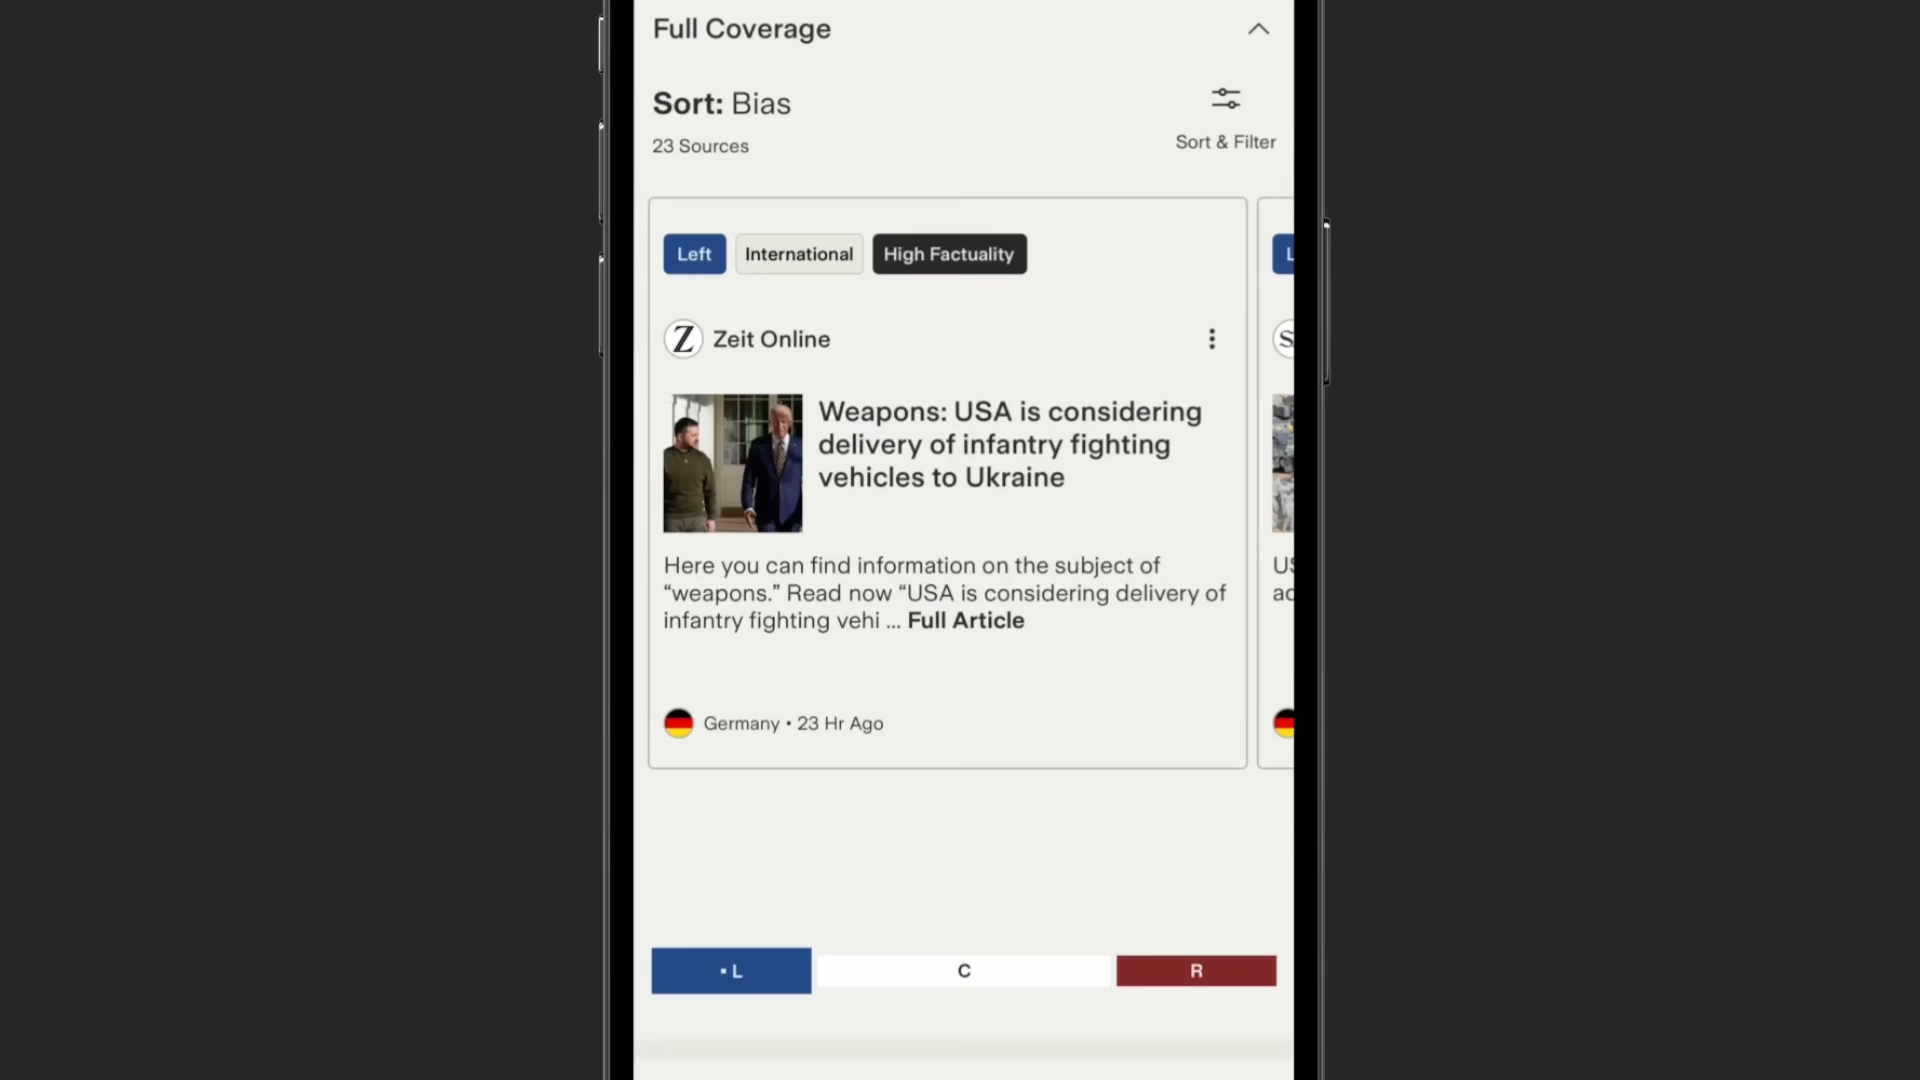 Full Coverage
Sort: Bias
23 Sources
Sort & Filter
Left
International
High Factuality
Z
Zeit Online
Weapons: USA is considering
delivery of infantry fighting
vehicles to Ukraine
Here you can find information on the subject of
“weapons.” Read now “USA is considering delivery of
infantry fighting vehi ... Full Article
Germany • 23 Hr Ago
L
C
R